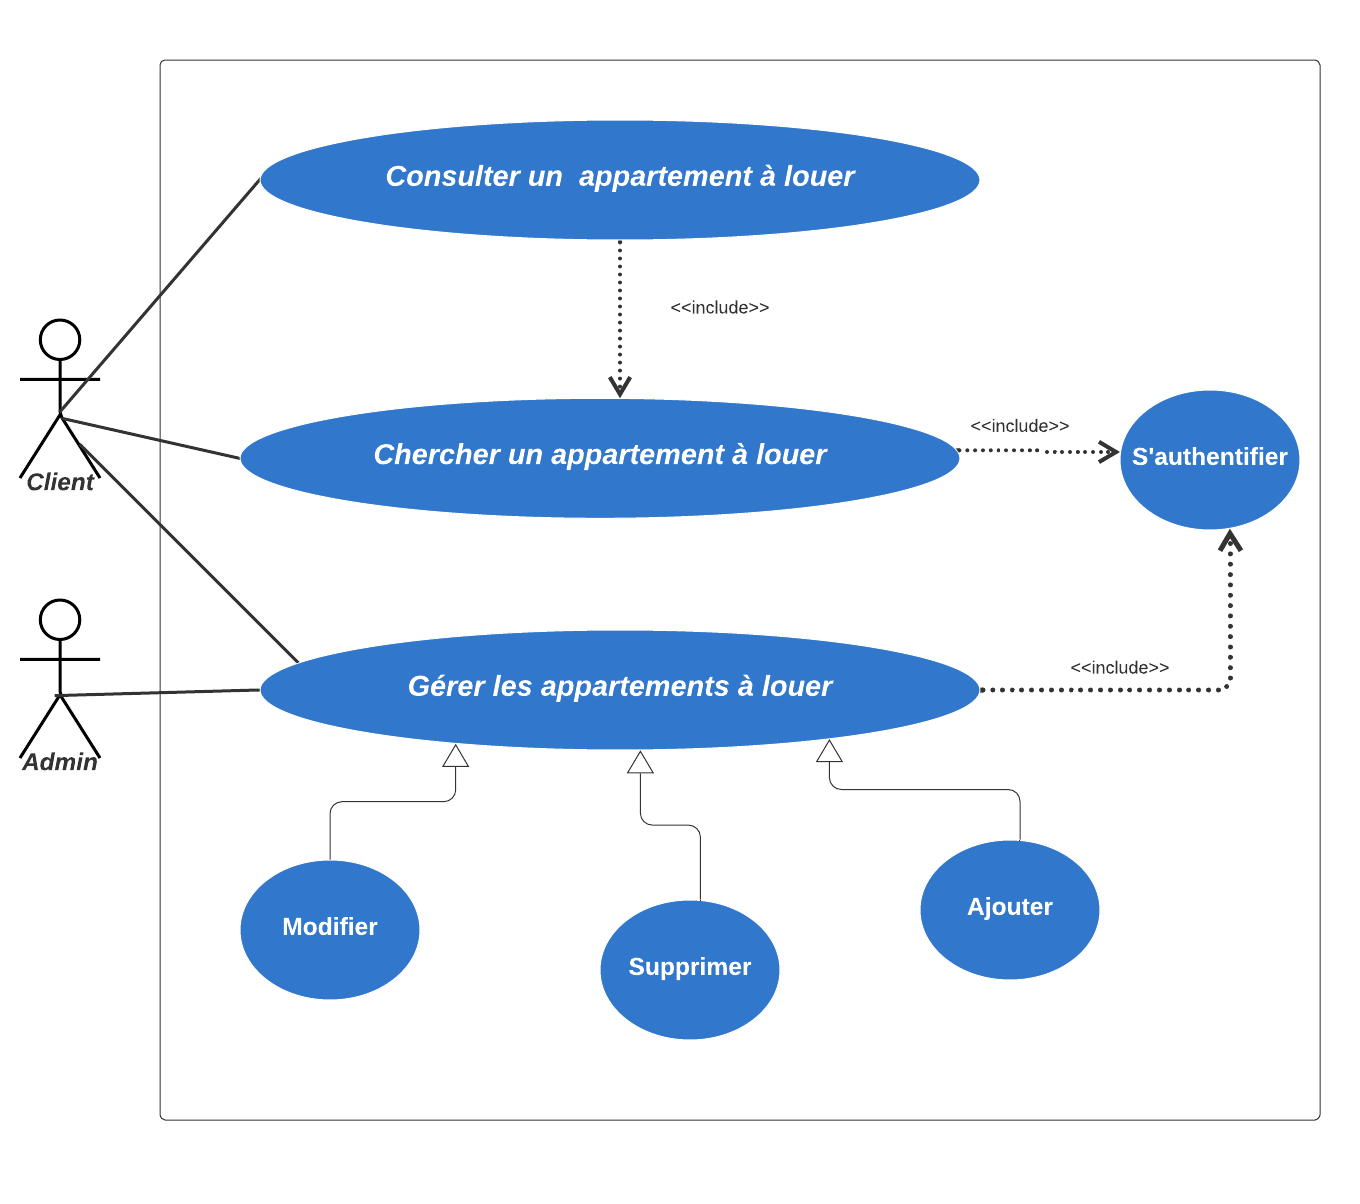 Consulter un  appartement à louer
<<include>>
Chercher un appartement à louer
<<include>>
S'authentifier
Client
Gérer les appartements à louer
<<include>>
Admin
Modifier
Supprimer
Ajouter